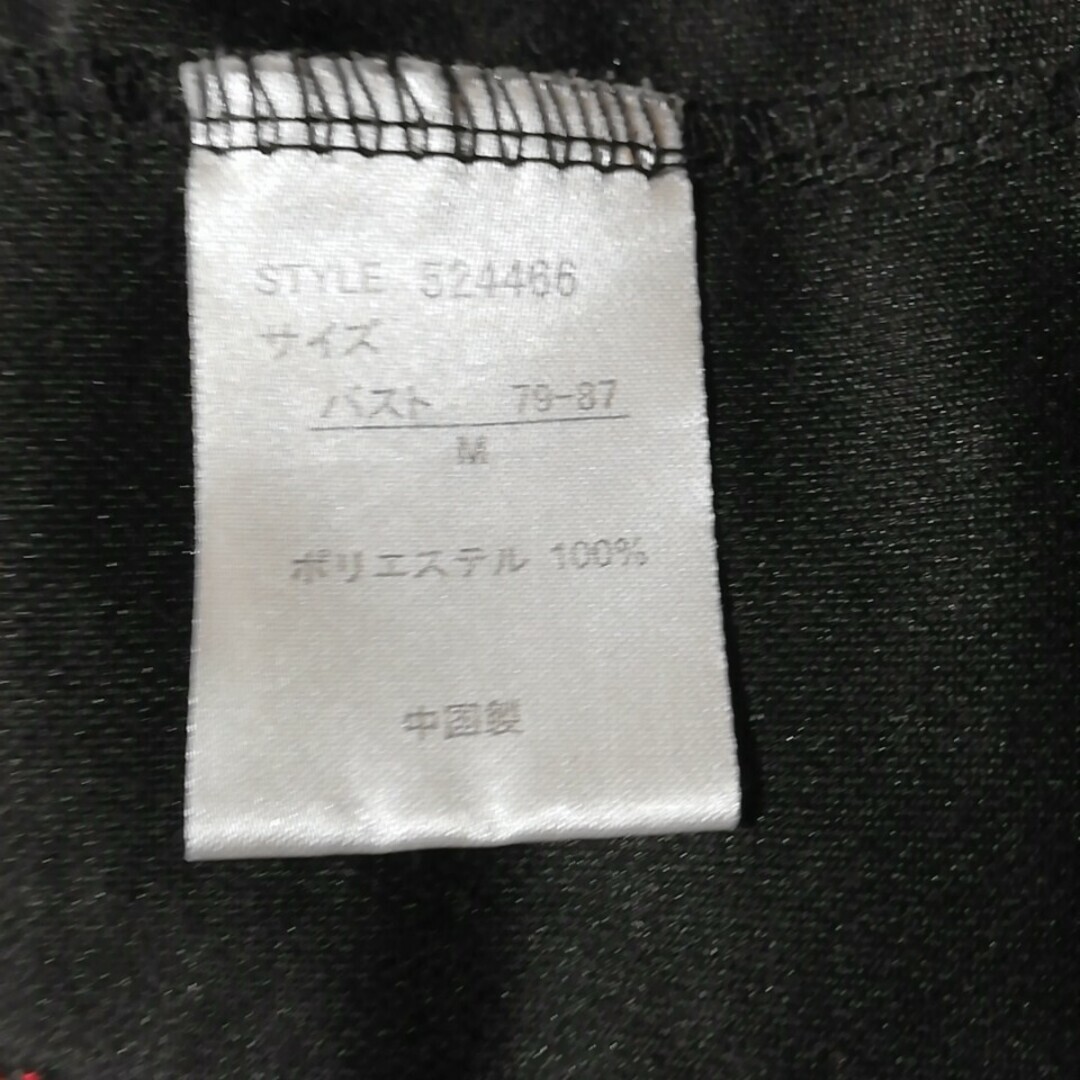 STYLE 524466
サイズ
バスト 79-87
M
ポリエステル 100%
中国製